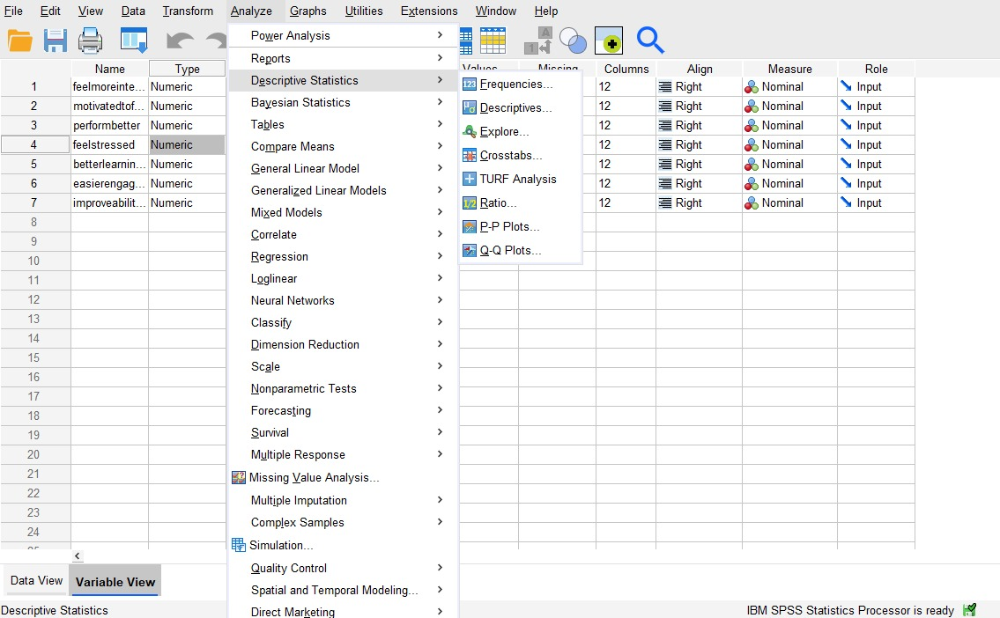 File Edit View Data Transform Analyze Graphs Utilities Extensions Window Help
Name Type Values Missing Columns Align Measure Role
1 feelmoreinte... Numeric 12 Right Nominal Input
2 motivatedtof... Numeric 12 Right Nominal Input
3 performbetter Numeric 12 Right Nominal Input
4 feelstressed Numeric 12 Right Nominal Input
5 betterlearnin... Numeric 12 Right Nominal Input
6 easierengag... Numeric 12 Right Nominal Input
7 improveabilit... Numeric 12 Right Nominal Input
8
9
10
11
12
13
14
15
16
17
18
19
20
21
22
23
24
25
Power Analysis
Reports
Descriptive Statistics
Bayesian Statistics
Tables
Compare Means
General Linear Model
Generalized Linear Models
Mixed Models
Correlate
Regression
Loglinear
Neural Networks
Classify
Dimension Reduction
Scale
Nonparametric Tests
Forecasting
Survival
Multiple Response
Missing Value Analysis...
Multiple Imputation
Complex Samples
Simulation...
Quality Control
Spatial and Temporal Modeling...
Direct Marketing
Frequencies...
Descriptives...
Explore...
Crosstabs...
TURF Analysis
Ratio...
P-P Plots...
Q-Q Plots...
Data View Variable View
Descriptive Statistics IBM SPSS Statistics Processor is ready